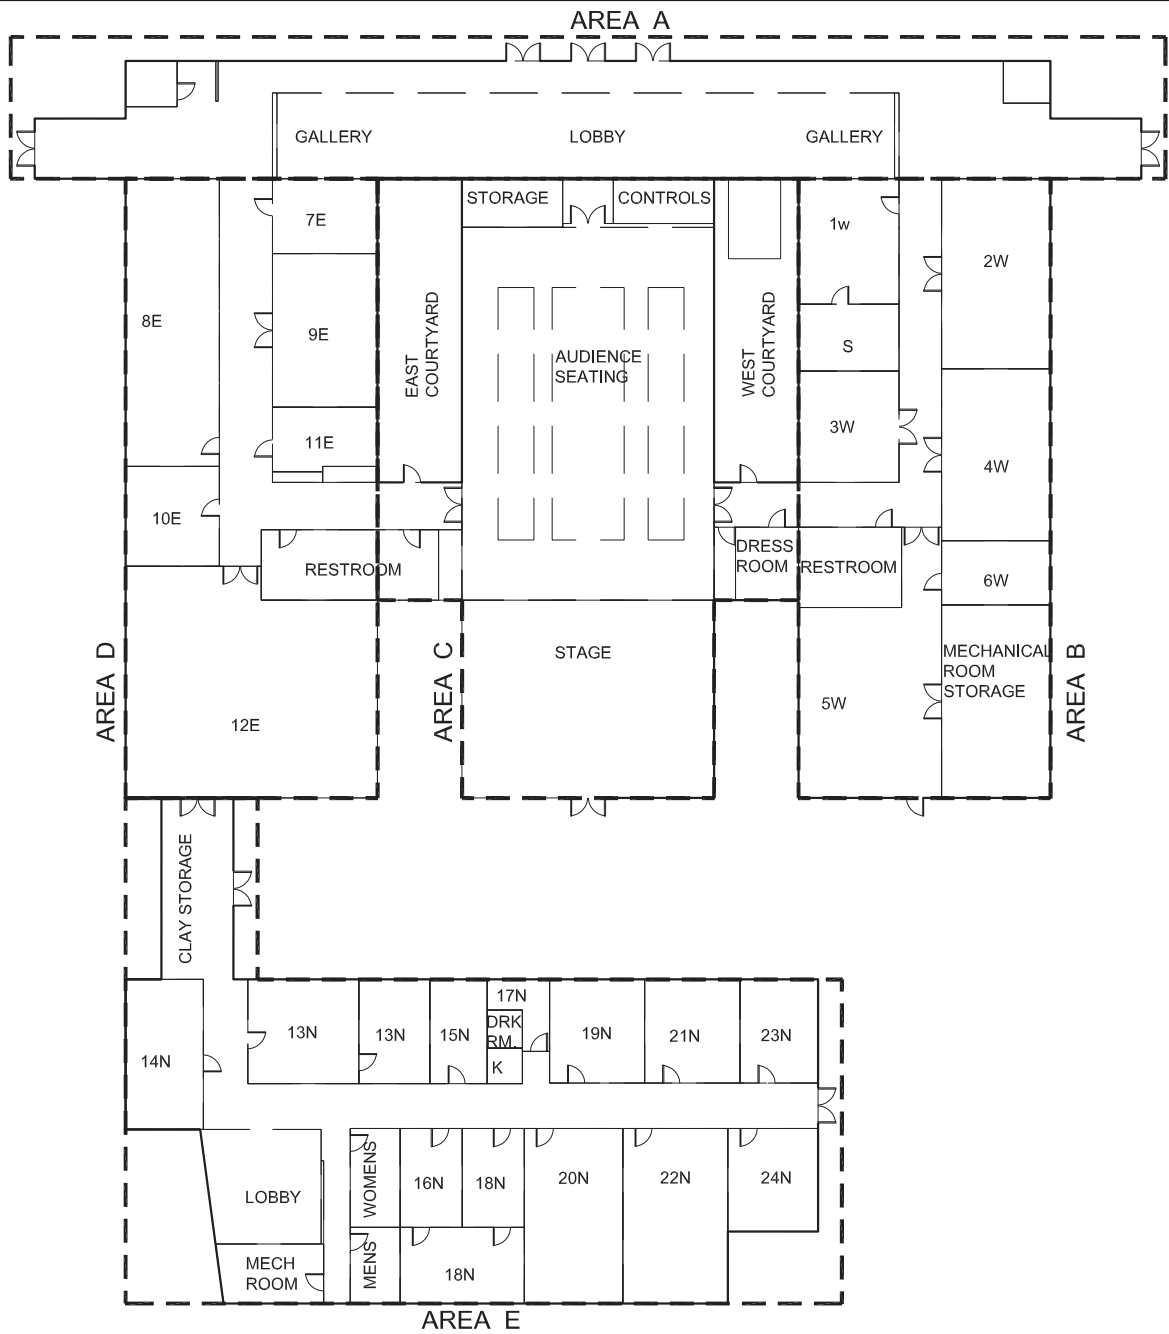 AREA A
GALLERY
LOBBY
GALLERY
STORAGE
CONTROLS
7E
1w
2W
8E
9E
EAST
COURTYARD
AUDIENCE
SEATING
WEST
COURTYARD
S
11E
3W
4W
10E
RESTROOM
DRESS
ROOM
RESTROOM
6W
AREA D
AREA C
STAGE
MECHANICAL
ROOM
STORAGE
AREA B
5W
12E
CLAY STORAGE
17N
13N
13N
15N
DRK
RM.
19N
21N
23N
14N
K
WOMENS
16N
18N
20N
22N
24N
LOBBY
MECH
ROOM
MENS
18N
AREA E